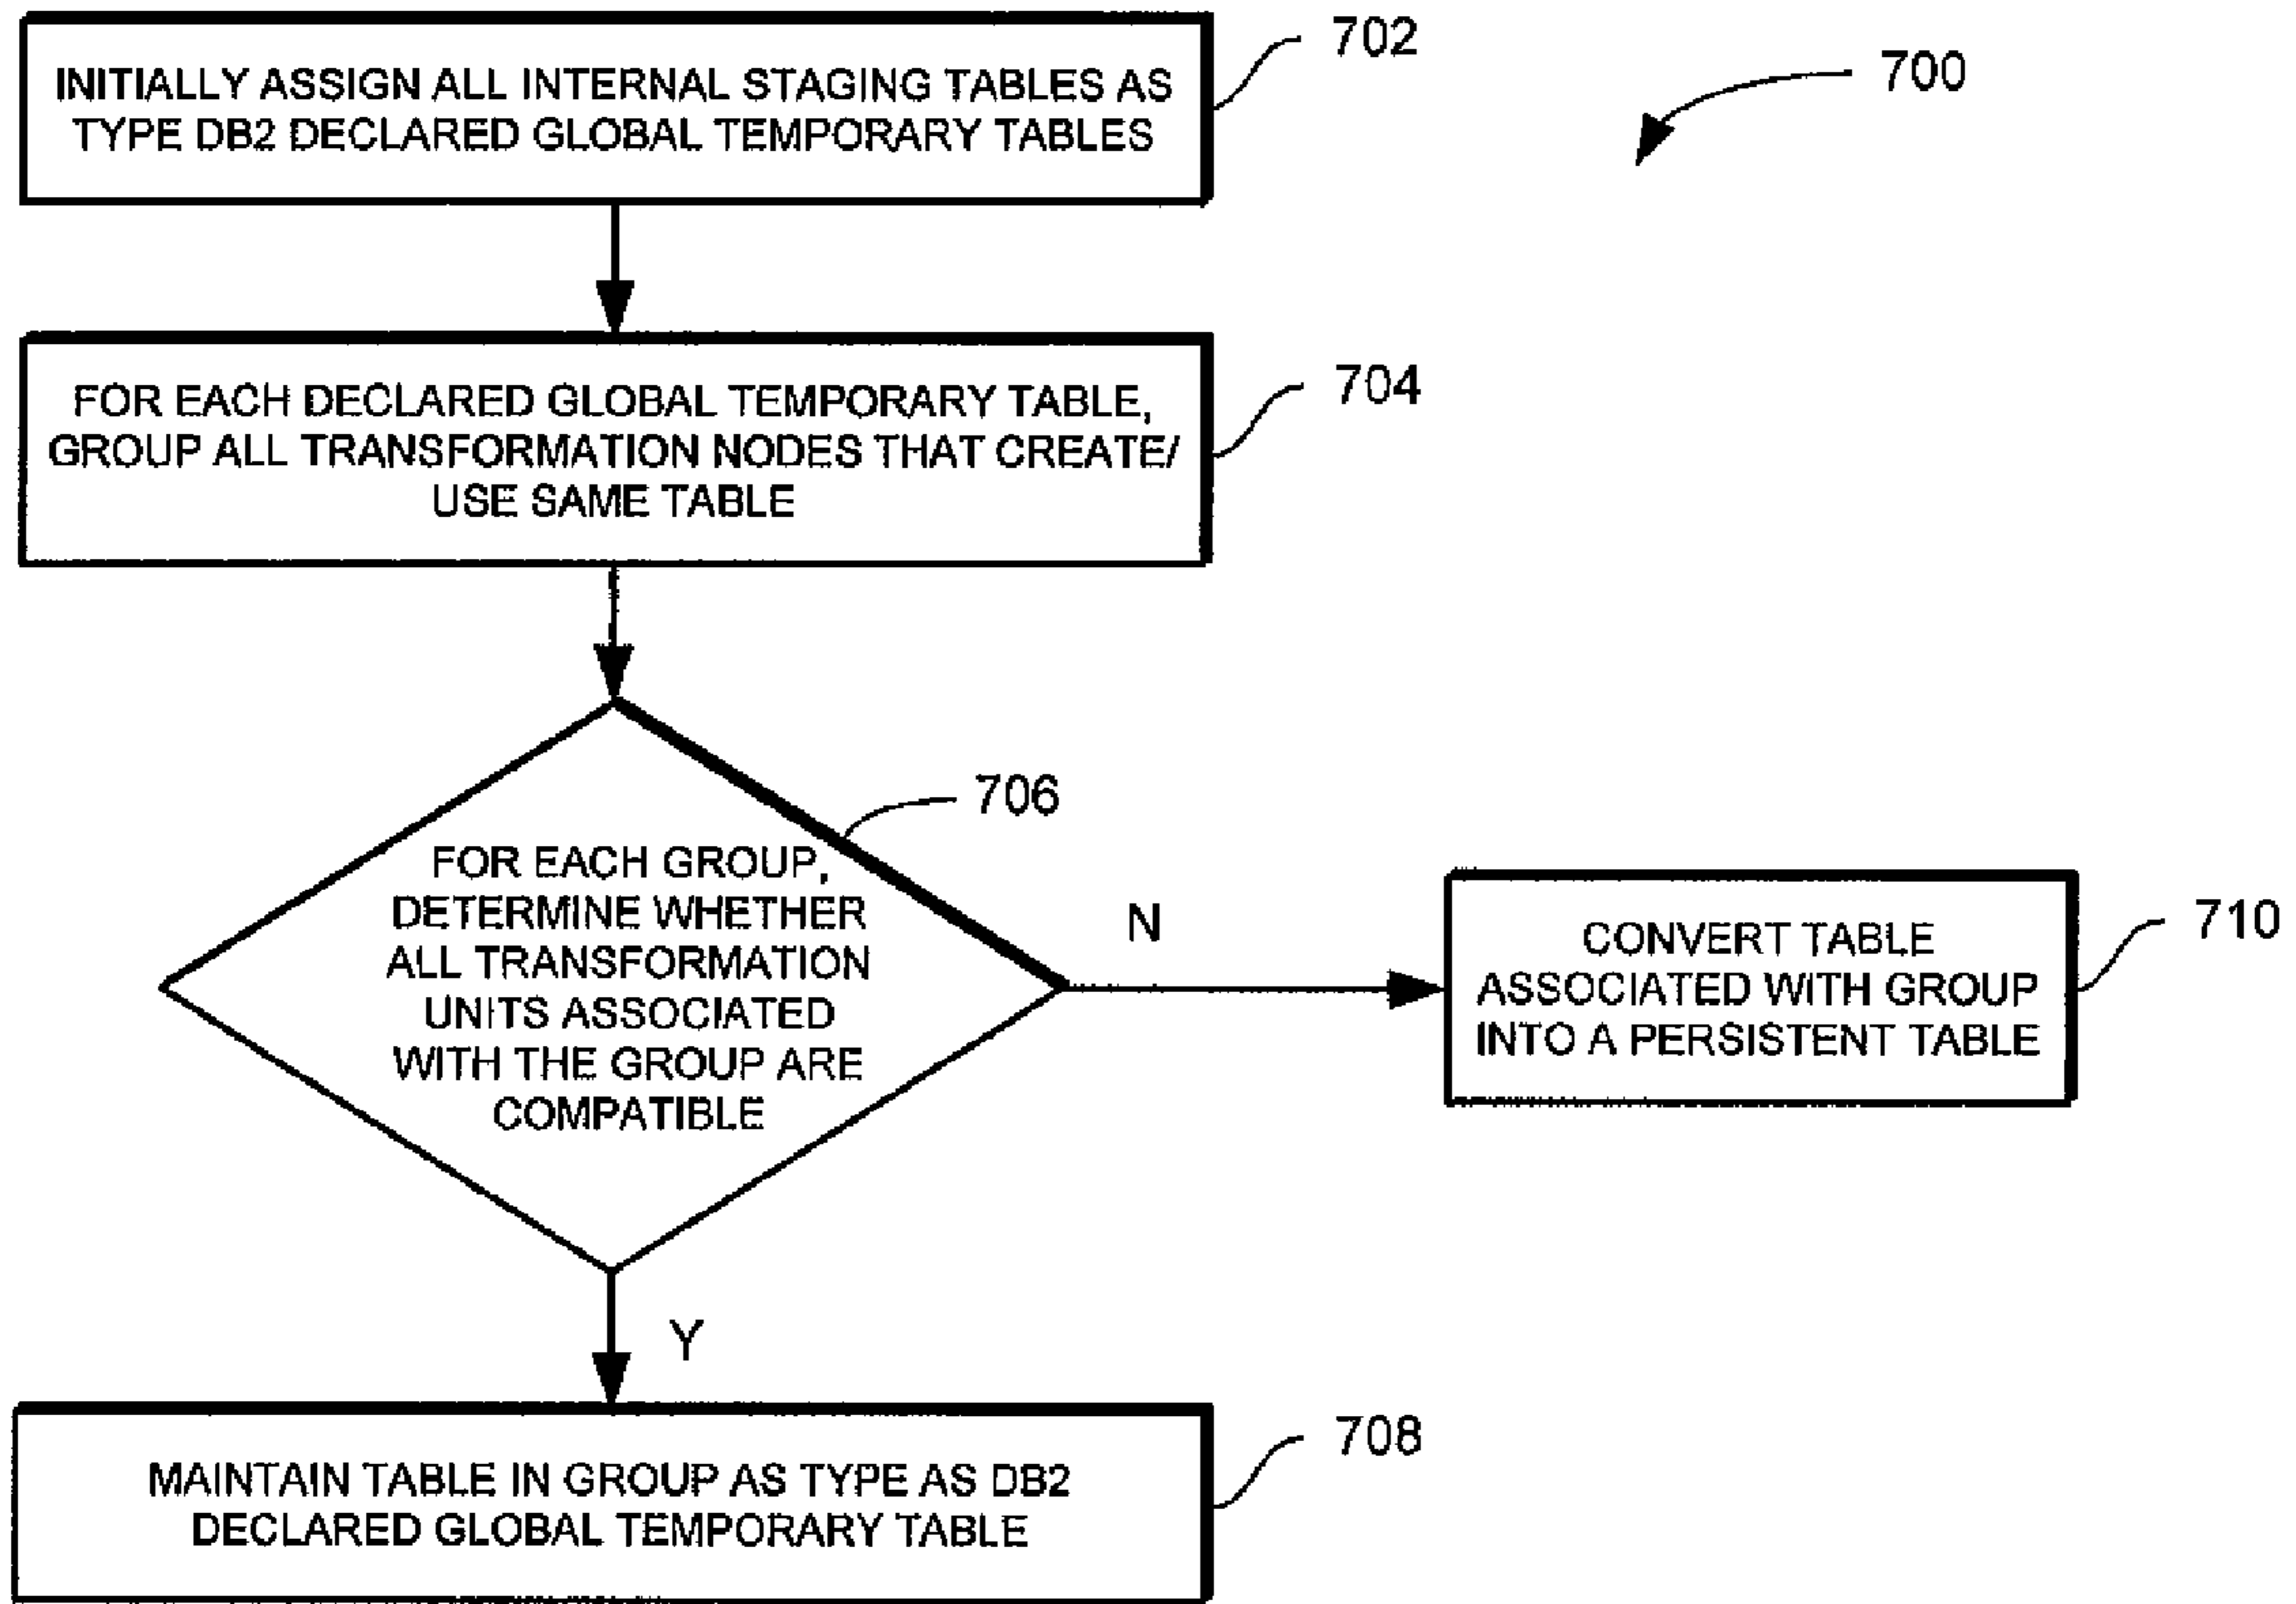 702
700
INITIALLY ASSIGN ALL INTERNAL STAGING TABLES AS
TYPE DB2 DECLARED GLOBAL TEMPORARY TABLES
704
FOR EACH DECLARED GLOBAL TEMPORARY TABLE,
GROUP ALL TRANSFORMATION NODES THAT CREATE/
USE SAME TABLE
706
FOR EACH GROUP,
DETERMINE WHETHER
ALL TRANSFORMATION
UNITS ASSOCIATED
WITH THE GROUP ARE
COMPATIBLE
N
710
CONVERT TABLE
ASSOCIATED WITH GROUP
INTO A PERSISTENT TABLE
Y
708
MAINTAIN TABLE IN GROUP AS TYPE AS DB2
DECLARED GLOBAL TEMPORARY TABLE